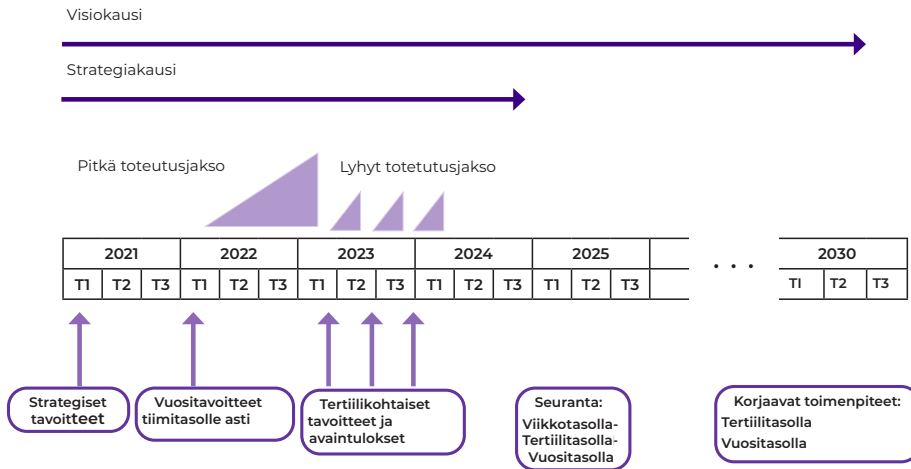 Visiokausi
Strategiakausi
Pitkä toteutusjakso
Lyhyt totetutusjakso
2021 2022 2023 2024 2025 . . . 2030
T1 T2 T3 T1 T2 T3 T1 T2 T3 T1 T2 T3 T1 T2 T3 TI T2 T3
Strategiset
tavoitteet
Vuositavoitteet
tiimitasolle asti
Tertiilikohtaiset
tavoitteet ja
avaintulokset
Seuranta:
Viikkotasolla-
Tertiilitasolla-
Vuositasolla
Korjaavat toimenpiteet:
Tertiilitasolla
Vuositasolla